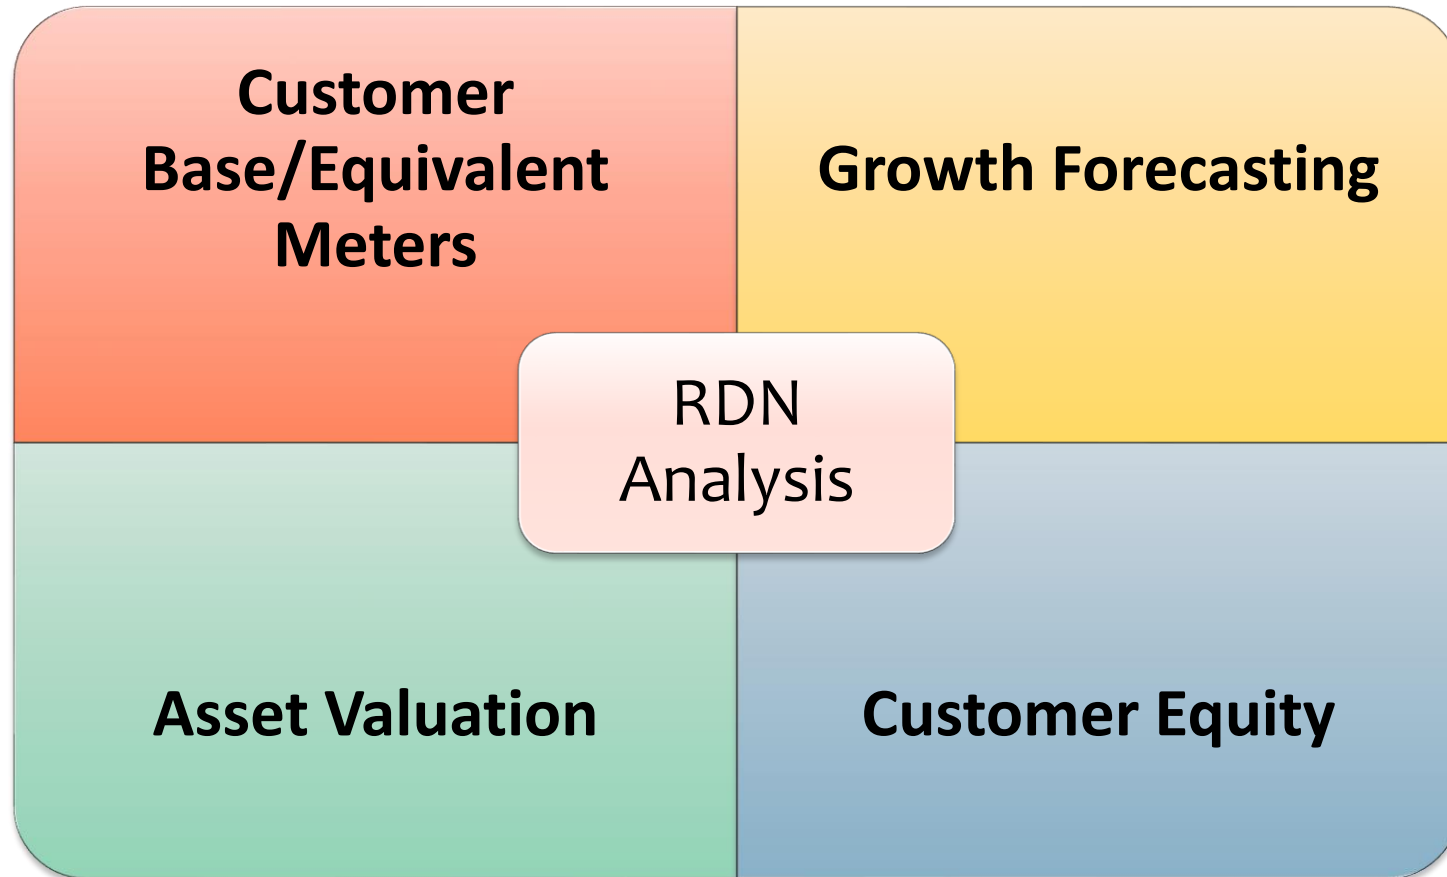 Customer
Base/Equivalent
Meters
Growth Forecasting
RDN
Analysis
Asset Valuation
Customer Equity